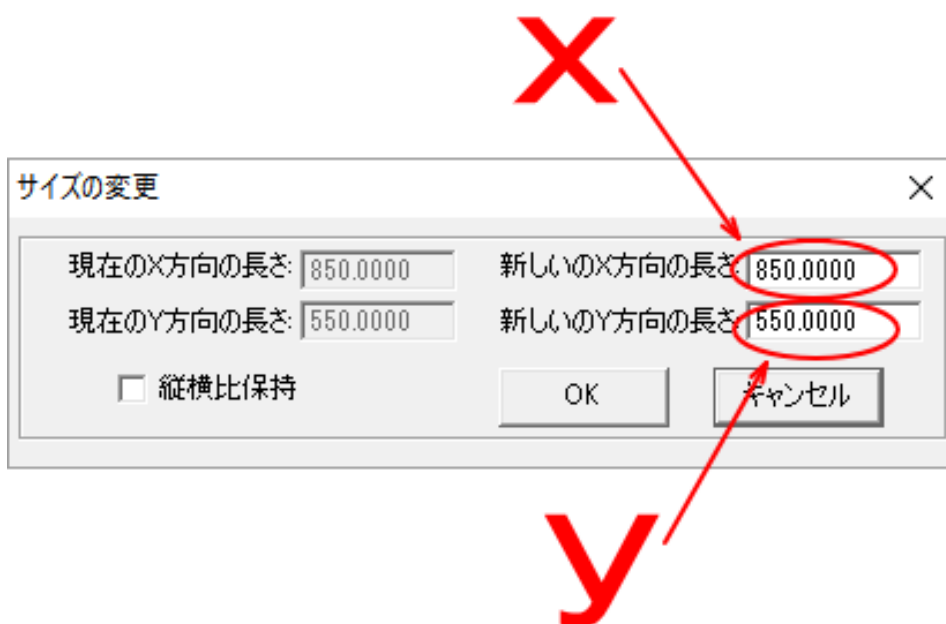 x
サイズの変更
現在のX方向の長さ: 850.0000 新しいのX方向の長さ: 850.0000
現在のY方向の長さ: 550.0000 新しいのY方向の長さ: 550.0000
縦横比保持 OK キャンセル
y